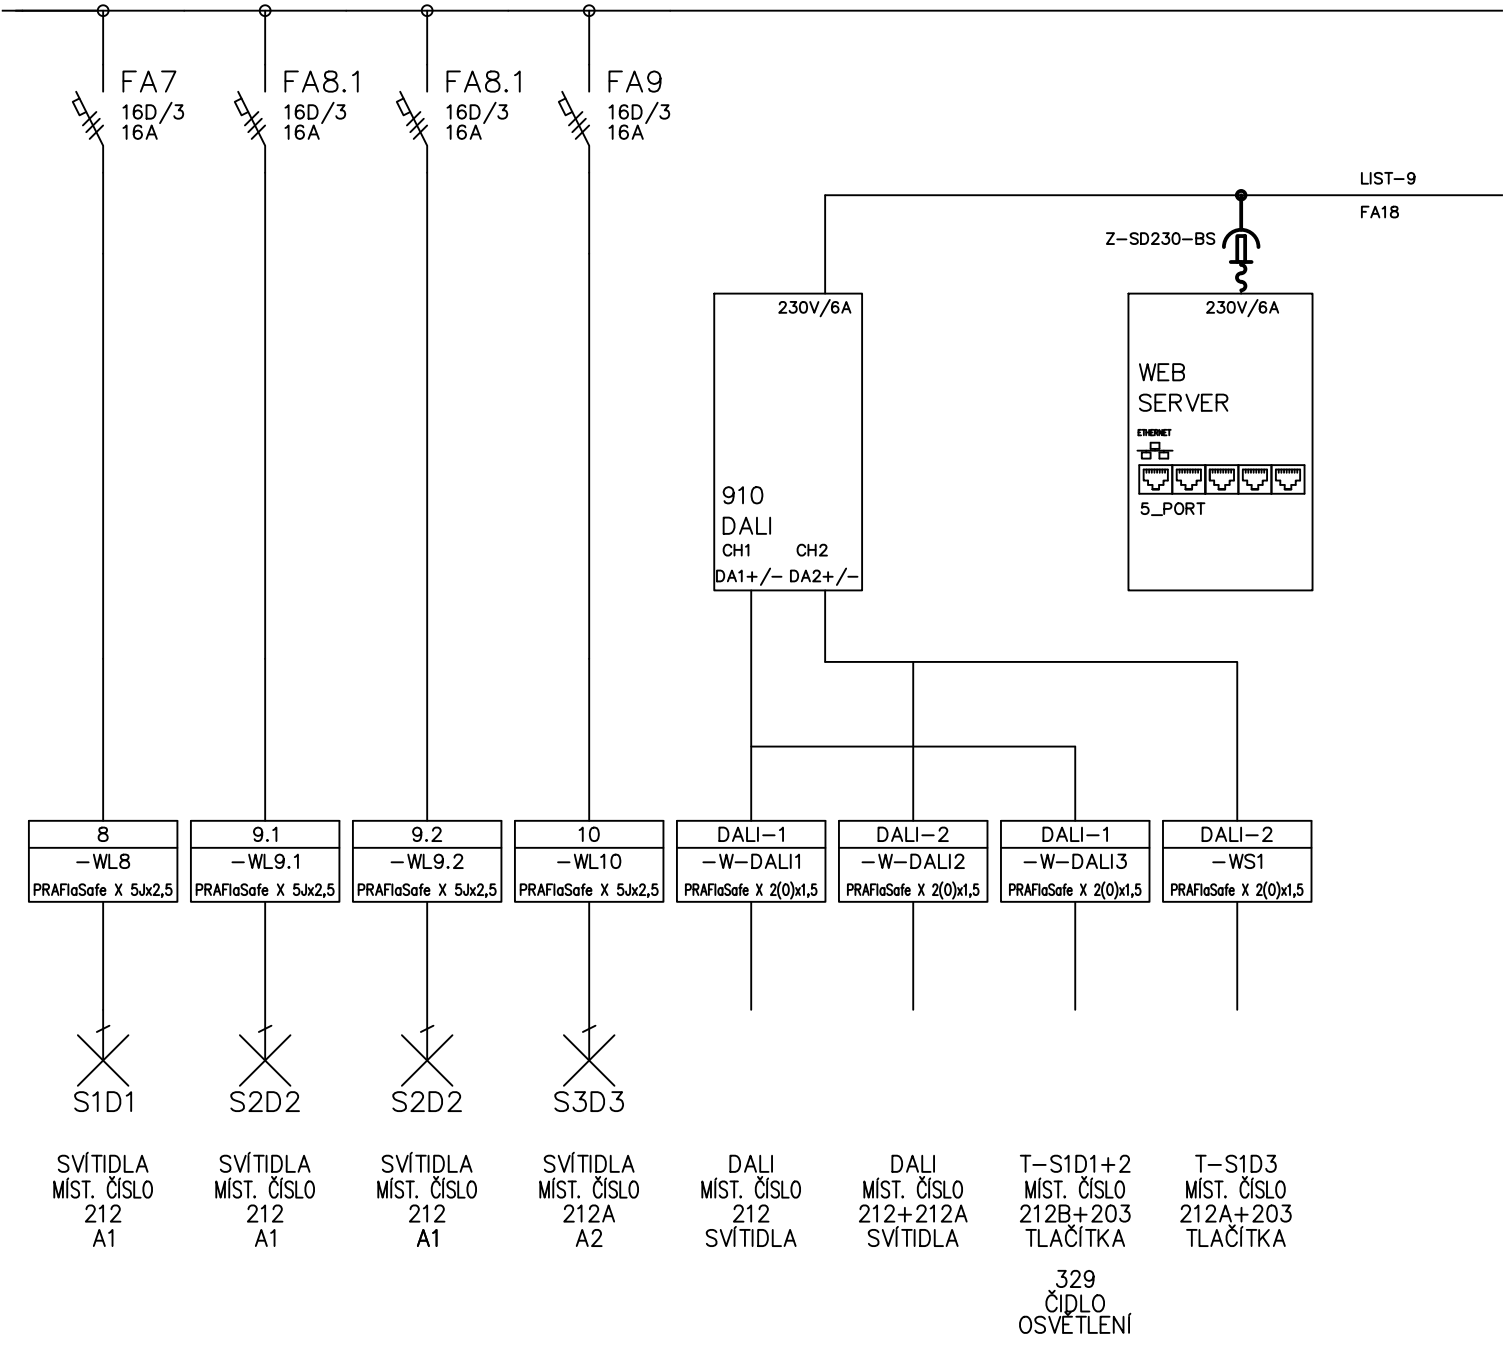 FA7
16D/3
16A
FA8.1
16D/3
16A
FA8.1
16D/3
16A
FA9
16D/3
16A
LIST-9
FA18
Z-SD230-BS
230V/6A
910
DALI
CH1 CH2
DA1+/- DA2+/-
230V/6A
WEB
SERVER
ETHERNET
5_PORT
8
-WL8
PRAFlaSafe X 5Jx2,5
9.1
-WL9.1
PRAFlaSafe X 5Jx2,5
9.2
-WL9.2
PRAFlaSafe X 5Jx2,5
10
-WL10
PRAFlaSafe X 5Jx2,5
DALI-1
-W-DALI1
PRAFlaSafe X 2(O)x1,5
DALI-2
-W-DALI2
PRAFlaSafe X 2(O)x1,5
DALI-1
-W-DALI3
PRAFlaSafe X 2(O)x1,5
DALI-2
-WS1
PRAFlaSafe X 2(O)x1,5
S1D1
SVÍTIDLA
MÍST. ČÍSLO
212
A1
S2D2
SVÍTIDLA
MÍST. ČÍSLO
212
A1
S2D2
SVÍTIDLA
MÍST. ČÍSLO
212
A1
S3D3
SVÍTIDLA
MÍST. ČÍSLO
212A
A2
DALI
MÍST. ČÍSLO
212
SVÍTIDLA
DALI
MÍST. ČÍSLO
212+212A
SVÍTIDLA
T-S1D1+2
MÍST. ČÍSLO
212B+203
TLAČÍTKA
329
ČIDLO
OSVĚTLENÍ
T-S1D3
MÍST. ČÍSLO
212A+203
TLAČÍTKA